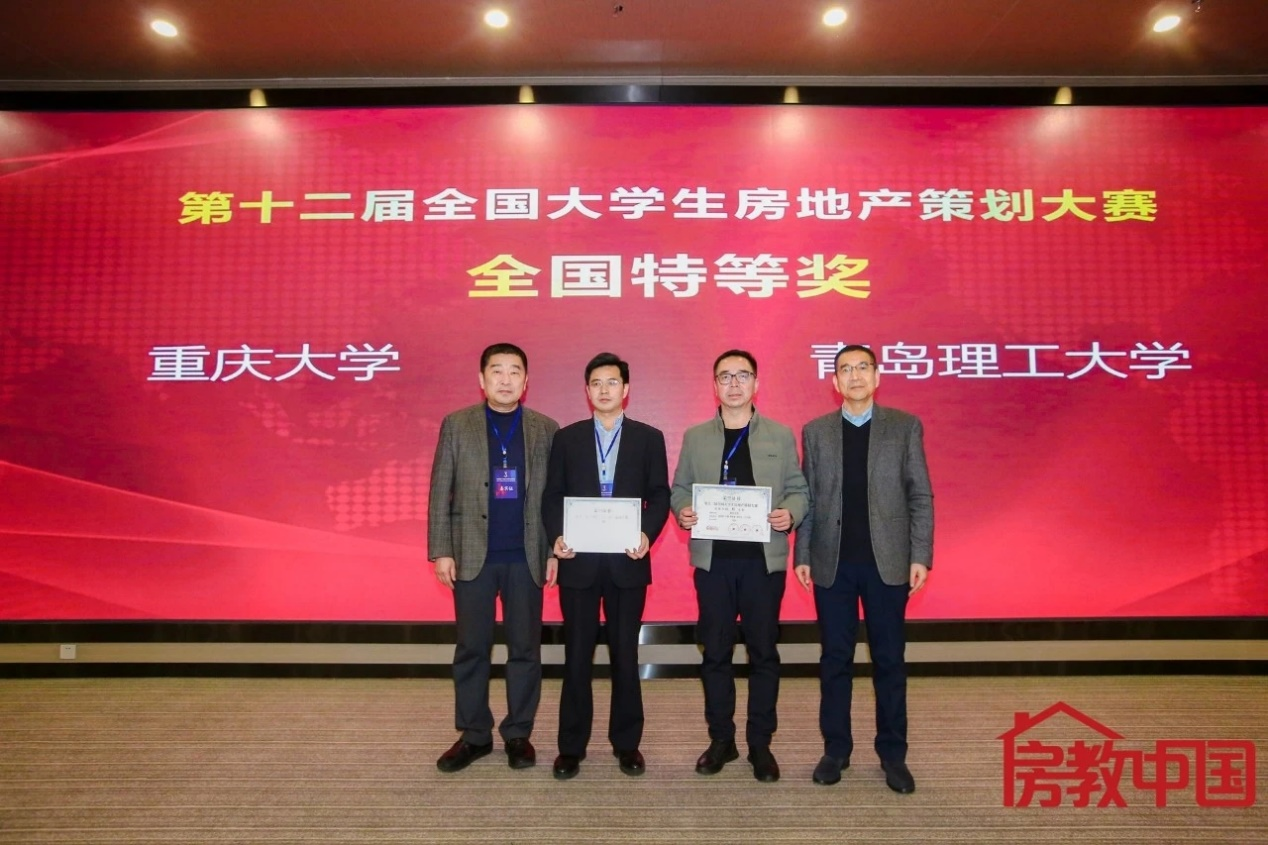 第十二届全国大学生房地产策划大赛
全国特等奖
重庆大学
青岛理工大学
房教中国